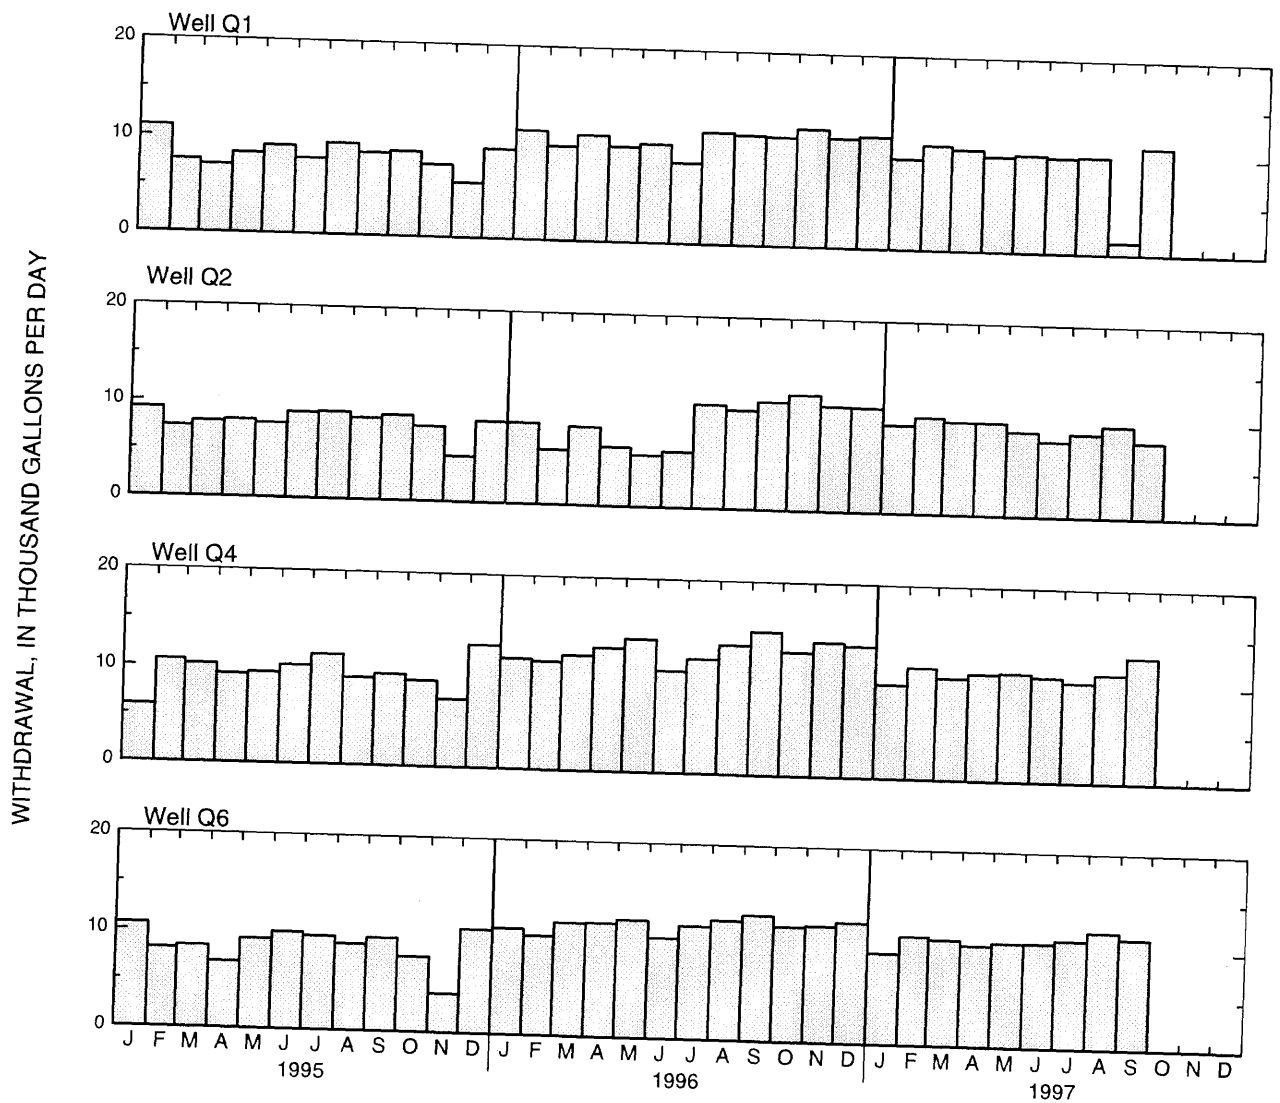 WITHDRAWAL, IN THOUSAND GALLONS PER DAY
Well Q1
20
10
0
Well Q2
20
10
0
Well Q4
20
10
0
Well Q6
20
10
0
J F M A M J J A S O N D J F M A M J J A S O N D J F M A M J J A S O N D
1995 1996 1997